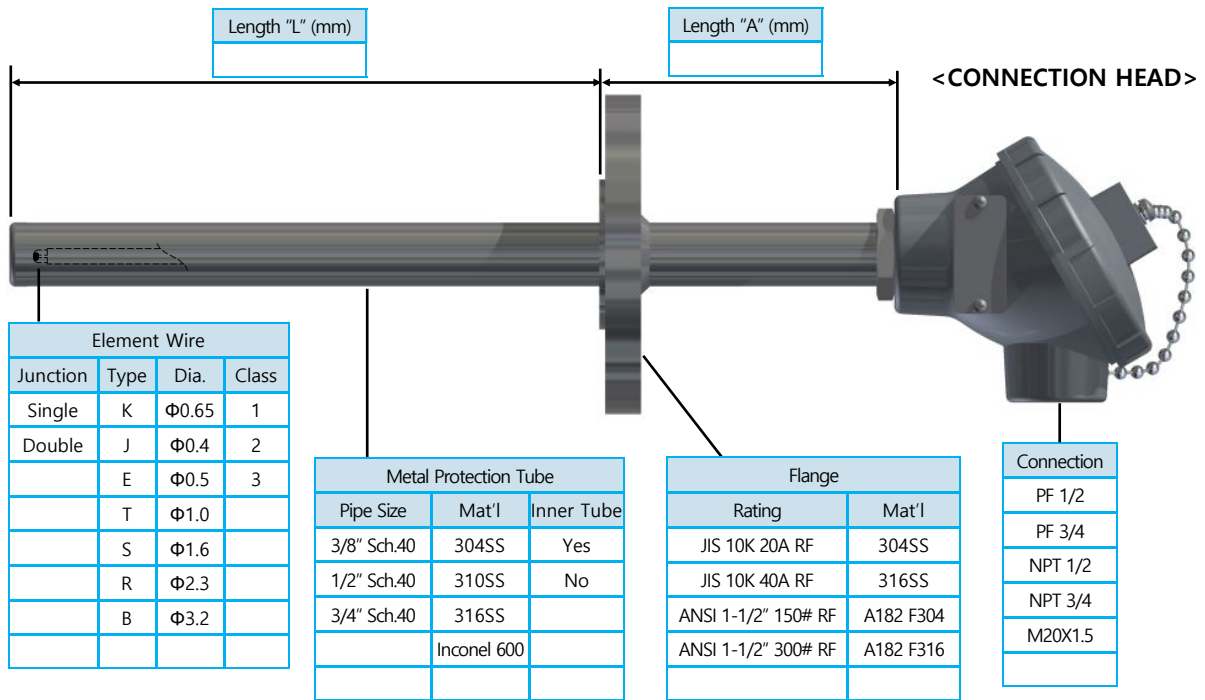 Length “L” (mm)
Length “A” (mm)
<CONNECTION HEAD>
Element Wire
Junction Type Dia. Class
Single K Φ0.65 1
Double J Φ0.4 2
E Φ0.5 3
T Φ1.0
S Φ1.6
R Φ2.3
B Φ3.2
Metal Protection Tube
Pipe Size Mat’l Inner Tube
3/8” Sch.40 304SS Yes
1/2” Sch.40 310SS No
3/4” Sch.40 316SS
Inconel 600
Flange
Rating Mat’l
JIS 10K 20A RF 304SS
JIS 10K 40A RF 316SS
ANSI 1-1/2” 150# RF A182 F304
ANSI 1-1/2” 300# RF A182 F316
Connection
PF 1/2
PF 3/4
NPT 1/2
NPT 3/4
M20X1.5